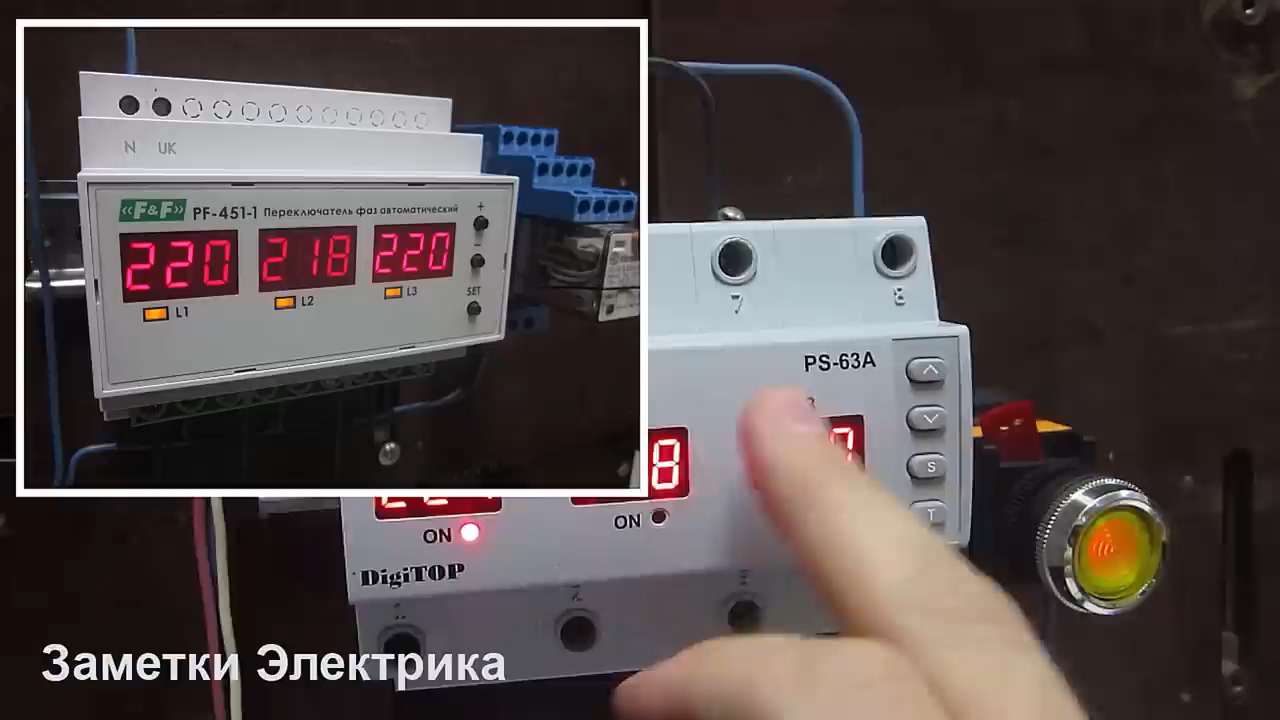 N UK
«F&F» PF-451-1 Переключатель фаз автоматический
+
220 218 220
-
SET
L1 L2 L3
7 8
PS-63A
8
S
T
ON ON
DigiTOP
Заметки Электрика